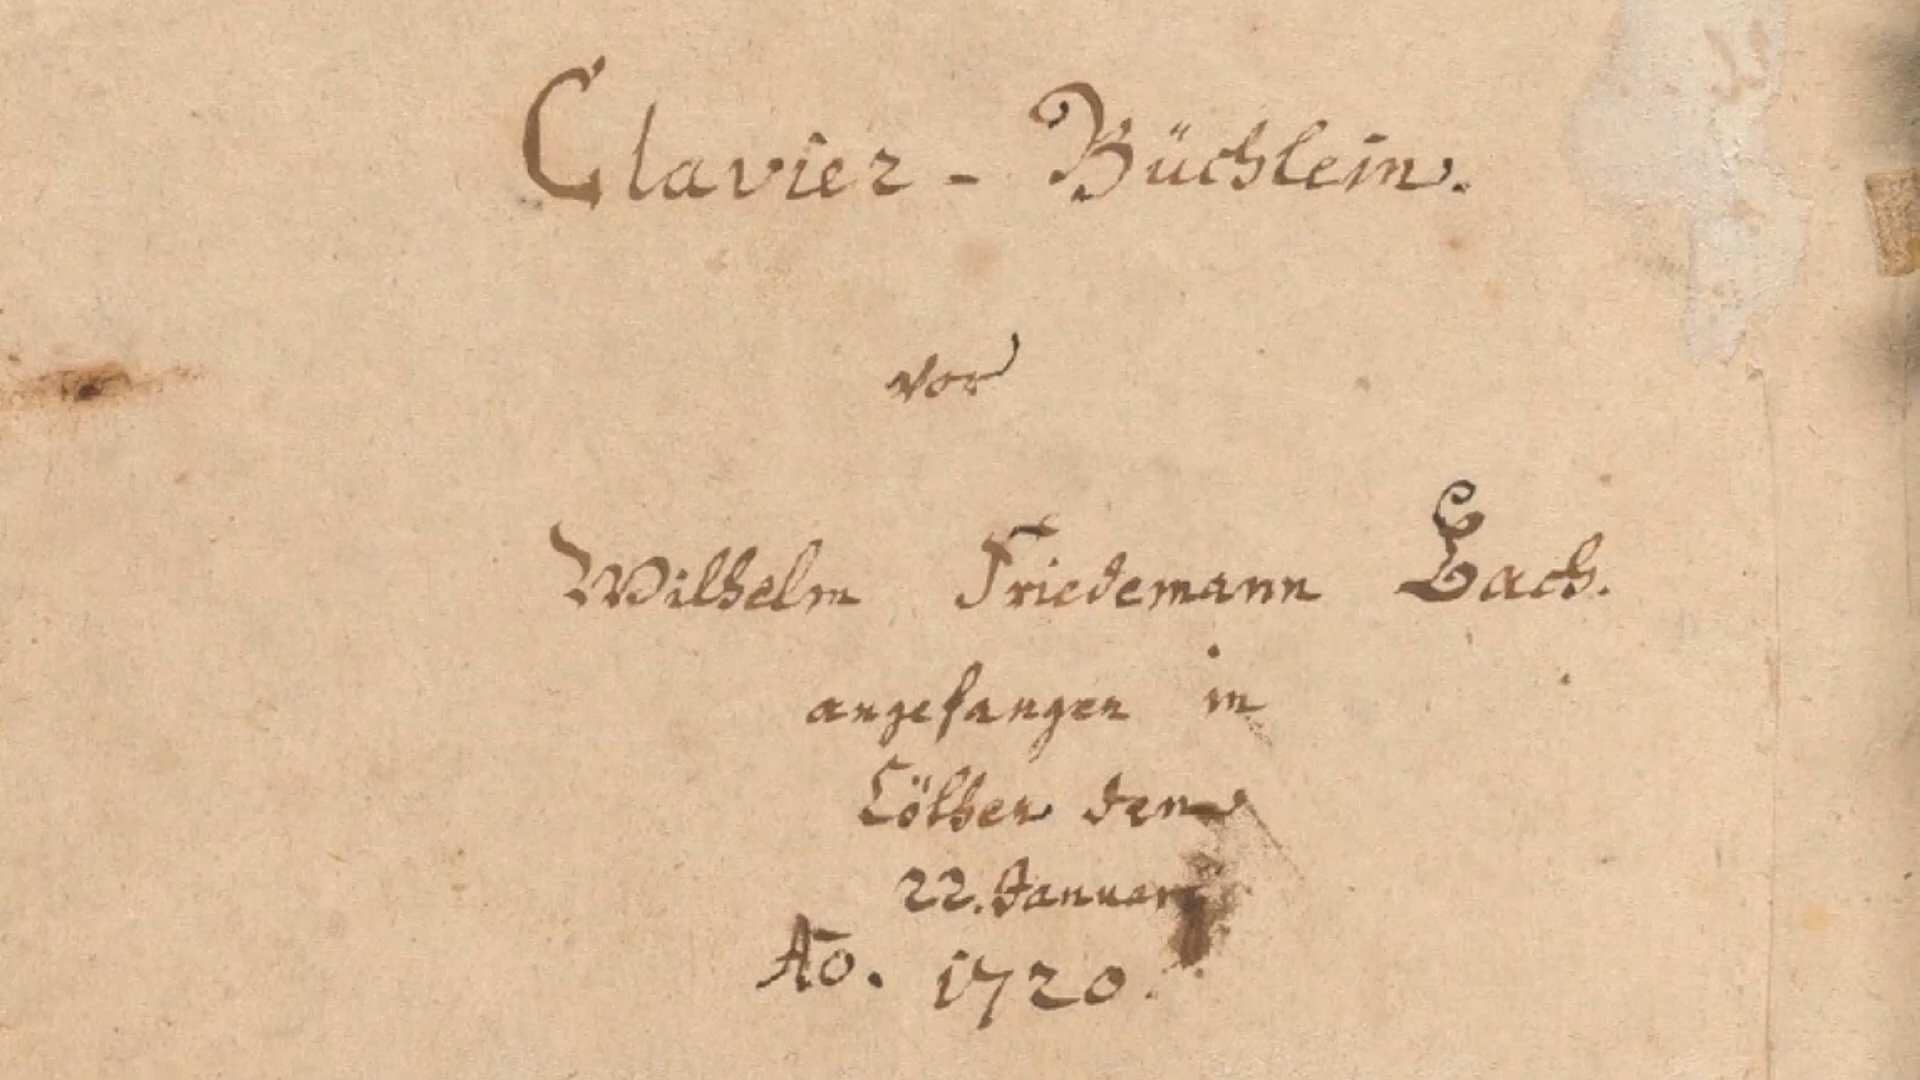 Clavier - Büchlein.
vor
Wilhelm Friedemann Bach.
angefangen in
Cöthen den
22. Januar
Ao. 1720.